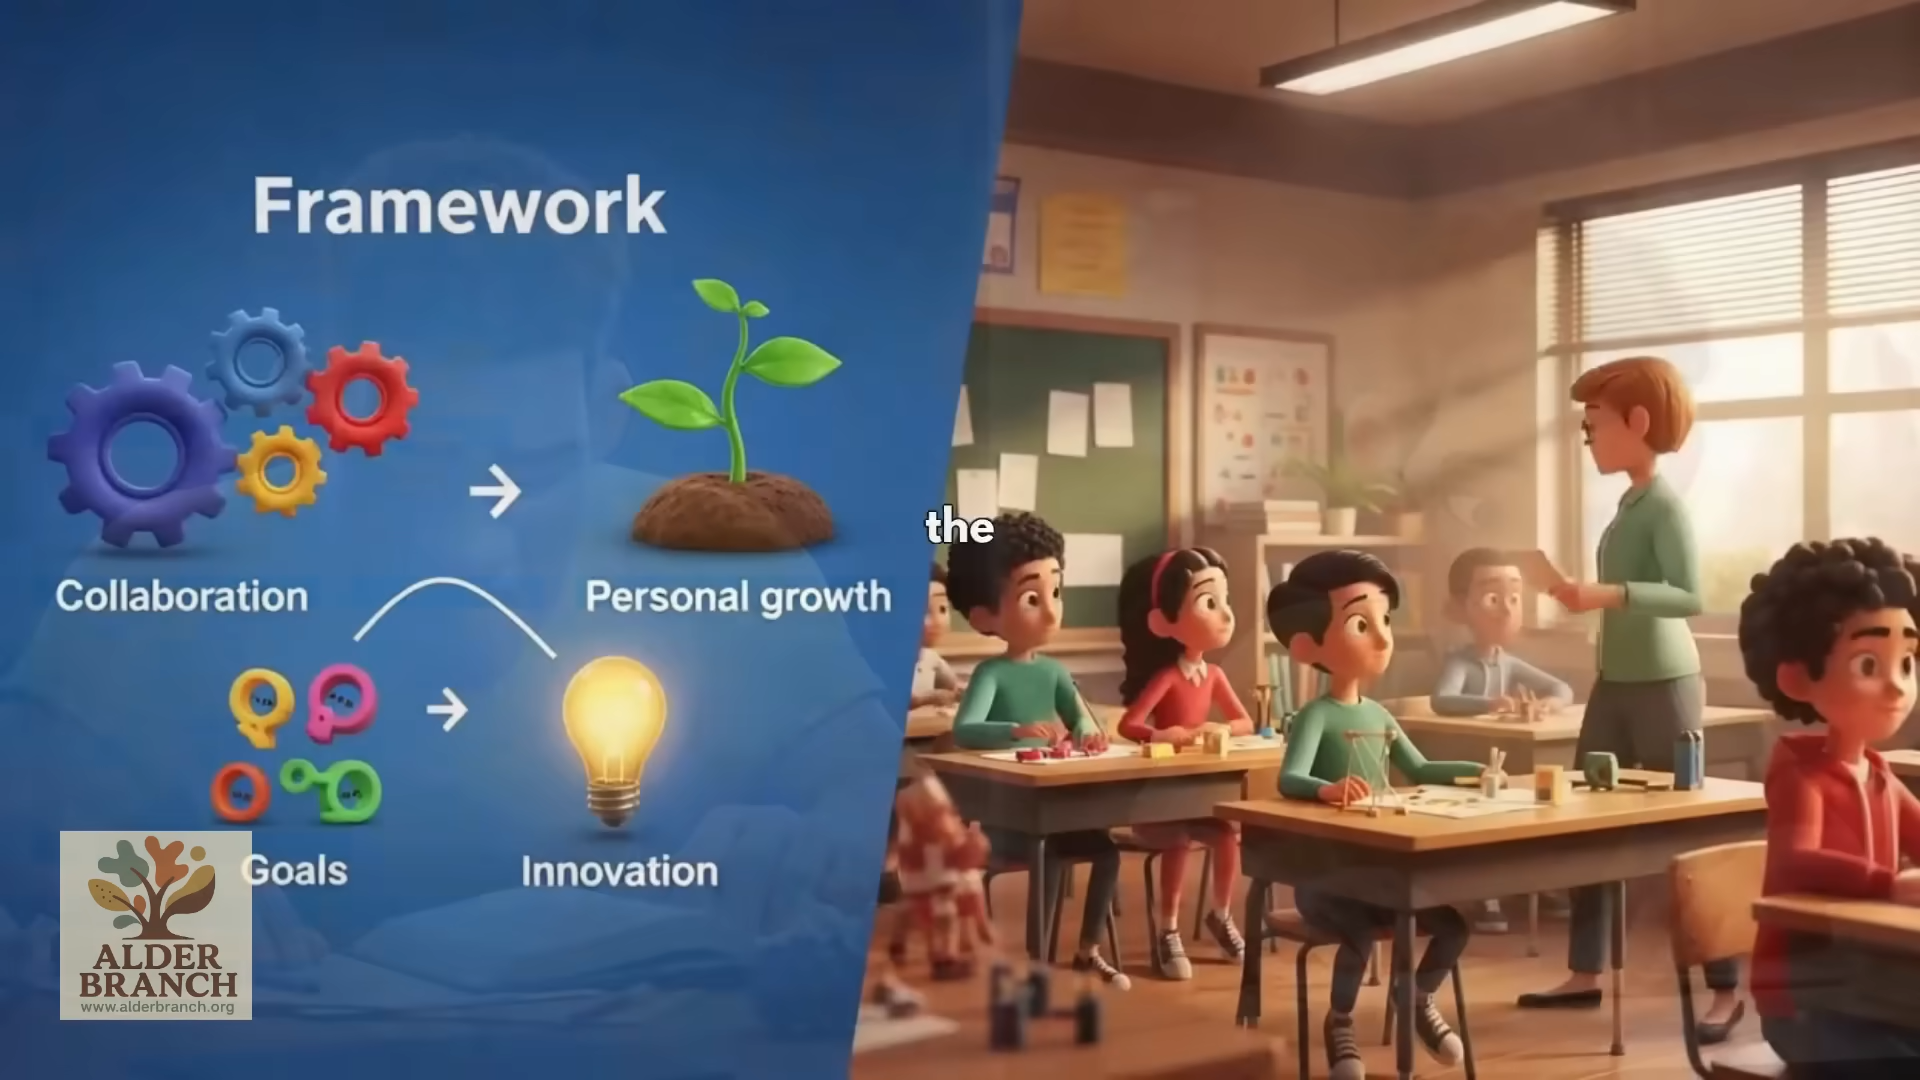 Framework
Collaboration
Personal growth
the
Goals
Innovation
ALDER
BRANCH
www.alderbranch.org